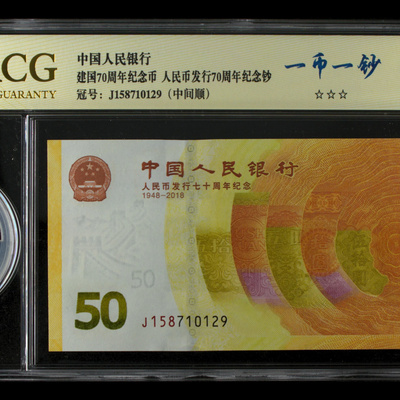 CG
GUARANTY
中国人民银行
建国70周年纪念币 人民币发行70周年纪念钞
冠号：J158710129（中间顺）
一币一钞
☆☆☆
中国人民银行
人民币发行七十周年纪念
1948-2018
50
50
J158710129